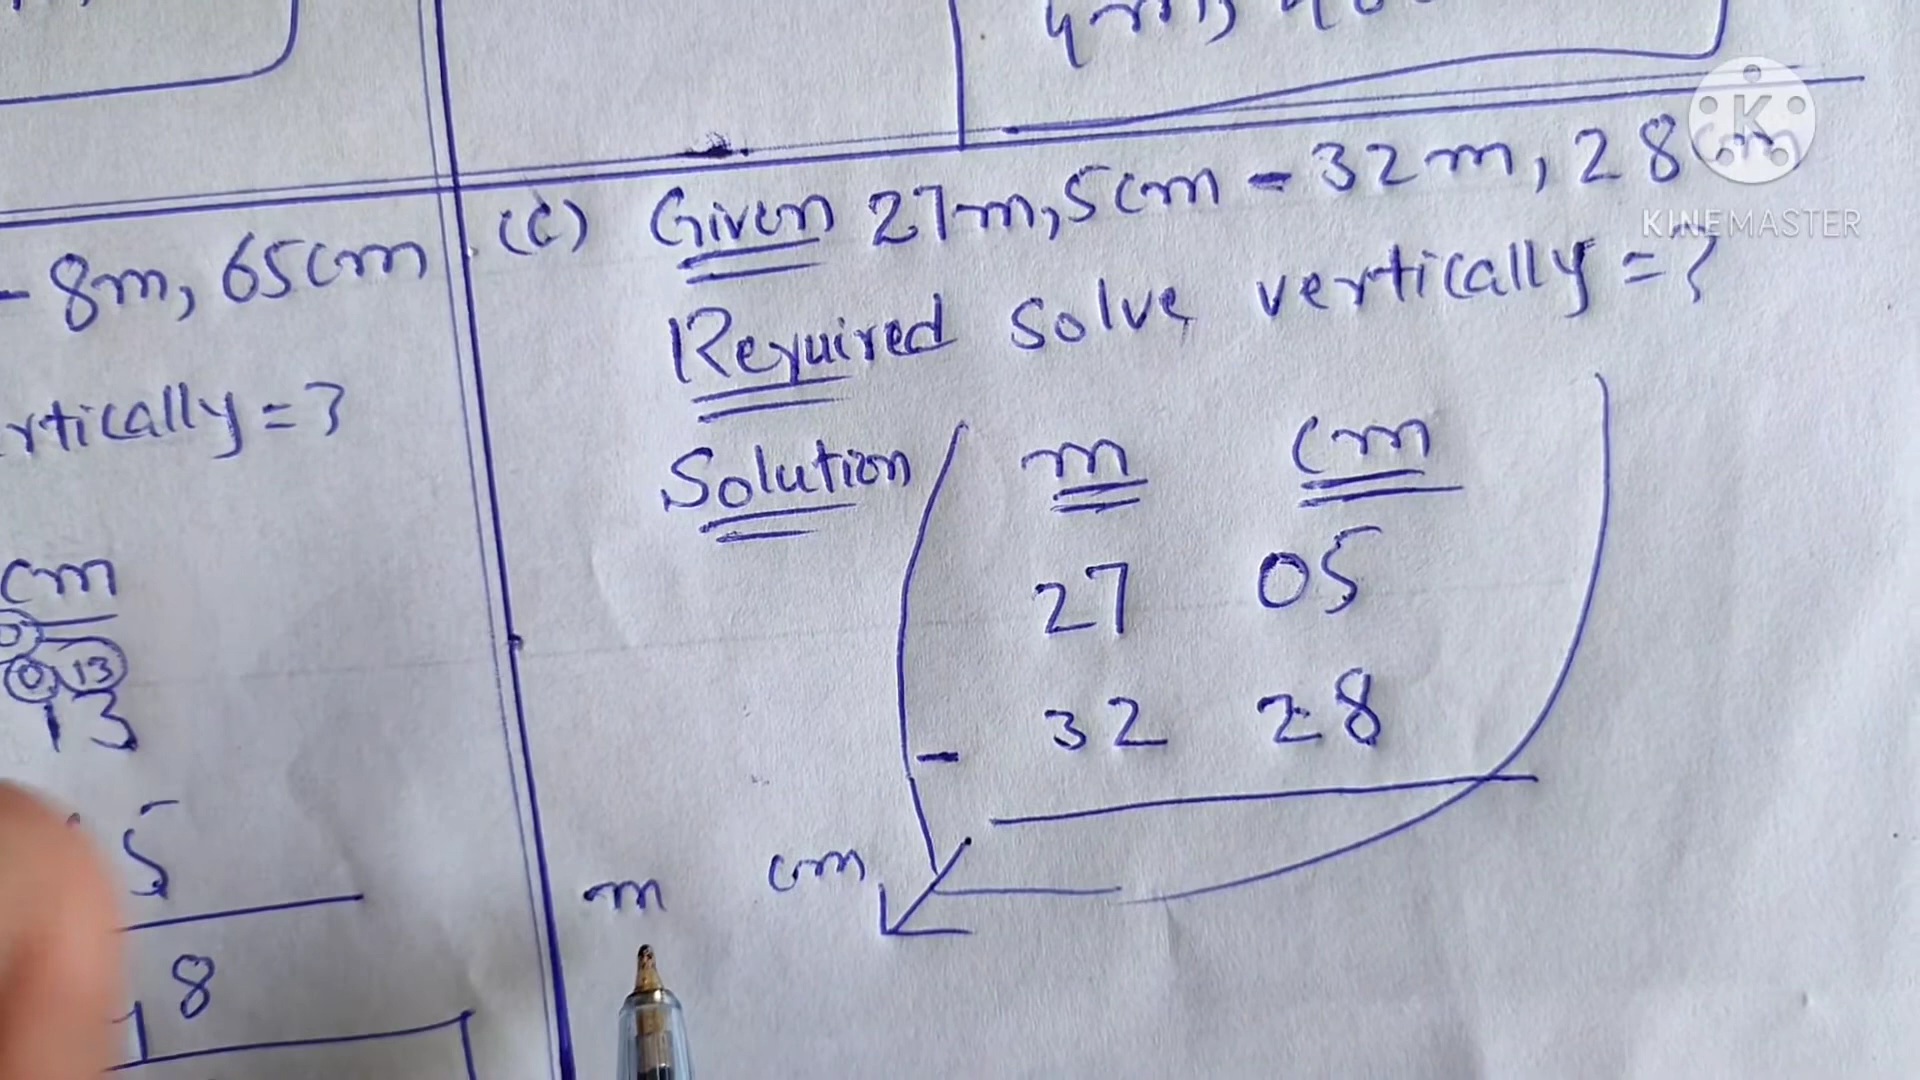 - 8m, 65cm
rtically = ?
cm
13
13
5
18
(C) Given 27m, 5cm - 32m, 28cm
Required solve vertically = ?
Solution
m cm
27 05
- 32 28
m cm
K
KINEMASTER